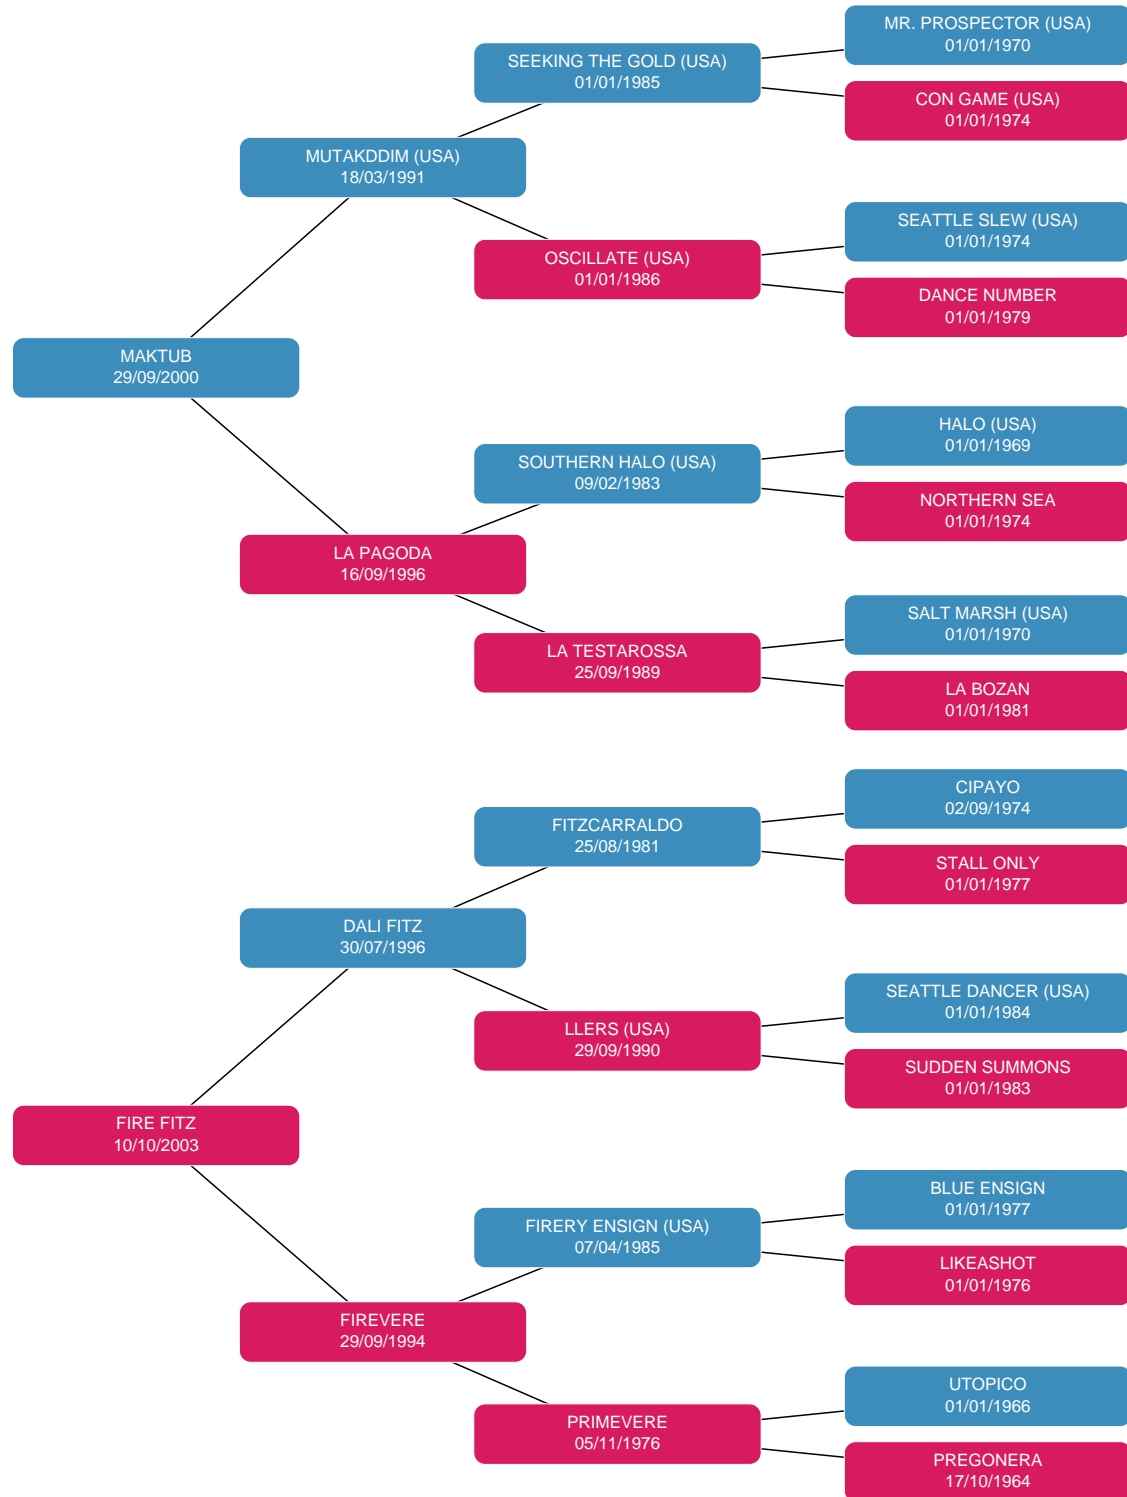 MR. PROSPECTOR (USA)
01/01/1970
SEEKING THE GOLD (USA)
01/01/1985
CON GAME (USA)
01/01/1974
MUTAKDDIM (USA)
18/03/1991
SEATTLE SLEW (USA)
01/01/1974
OSCILLATE (USA)
01/01/1986
DANCE NUMBER
01/01/1979
MAKTUB
29/09/2000
HALO (USA)
01/01/1969
SOUTHERN HALO (USA)
09/02/1983
NORTHERN SEA
01/01/1974
LA PAGODA
16/09/1996
SALT MARSH (USA)
01/01/1970
LA TESTAROSSA
25/09/1989
LA BOZAN
01/01/1981
CIPAYO
02/09/1974
FITZCARRALDO
25/08/1981
STALL ONLY
01/01/1977
DALI FITZ
30/07/1996
SEATTLE DANCER (USA)
01/01/1984
LLERS (USA)
29/09/1990
SUDDEN SUMMONS
01/01/1983
FIRE FITZ
10/10/2003
BLUE ENSIGN
01/01/1977
FIRERY ENSIGN (USA)
07/04/1985
LIKEASHOT
01/01/1976
FIREVERE
29/09/1994
UTOPICO
01/01/1966
PRIMEVERE
05/11/1976
PREGONERA
17/10/1964